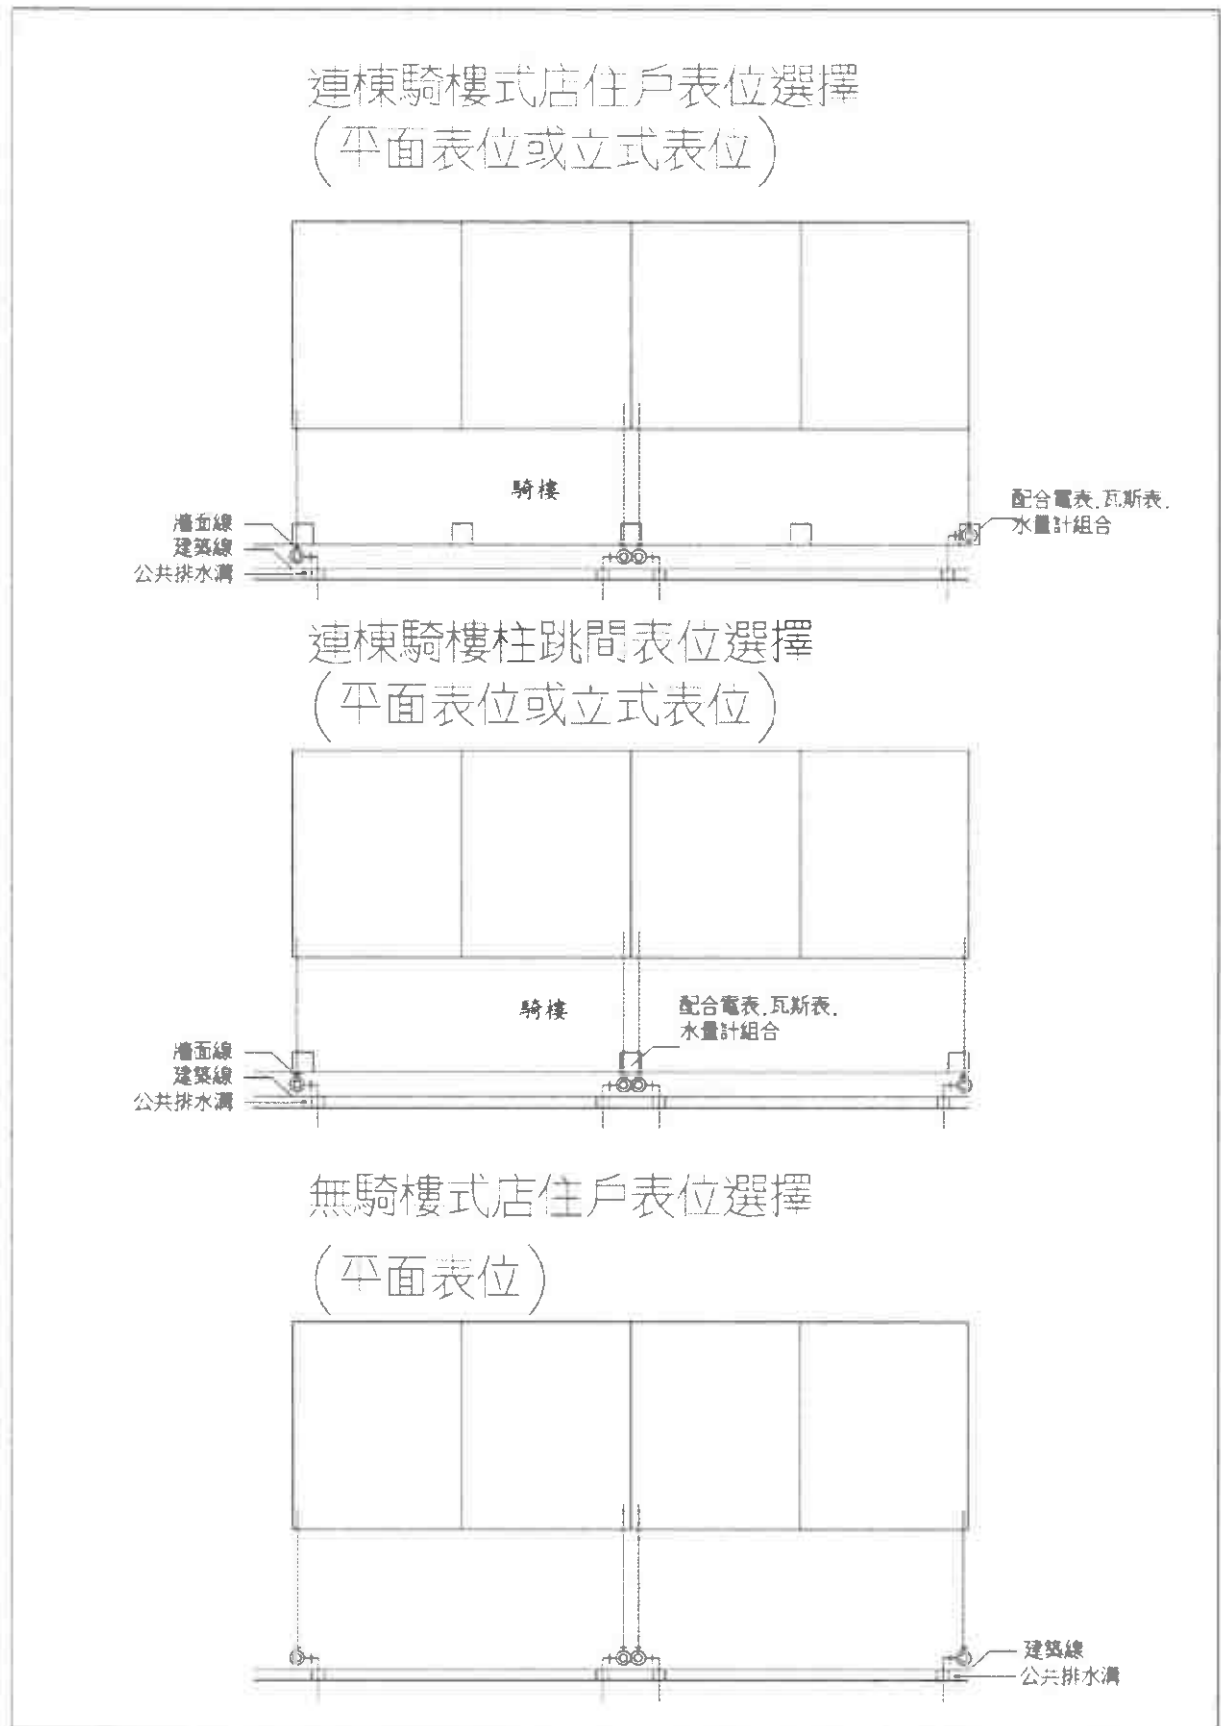 連棟騎樓式店住戶表位選擇
(平面表位或立式表位)
騎樓
配合電表.瓦斯表.
水量計組合
牆面線
建築線
公共排水溝
連棟騎樓柱跳間表位選擇
(平面表位或立式表位)
騎樓
配合電表.瓦斯表.
水量計組合
牆面線
建築線
公共排水溝
無騎樓式店住戶表位選擇
(平面表位)
建築線
公共排水溝